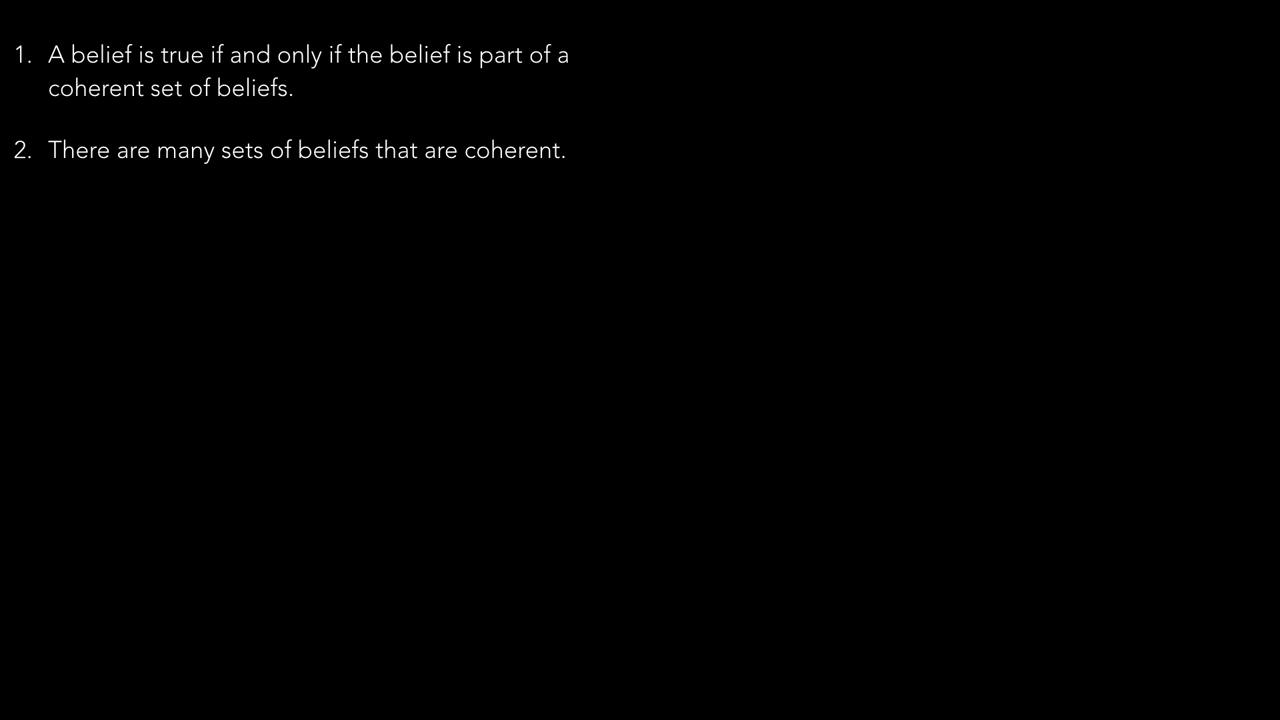 1. A belief is true if and only if the belief is part of a
coherent set of beliefs.
2. There are many sets of beliefs that are coherent.